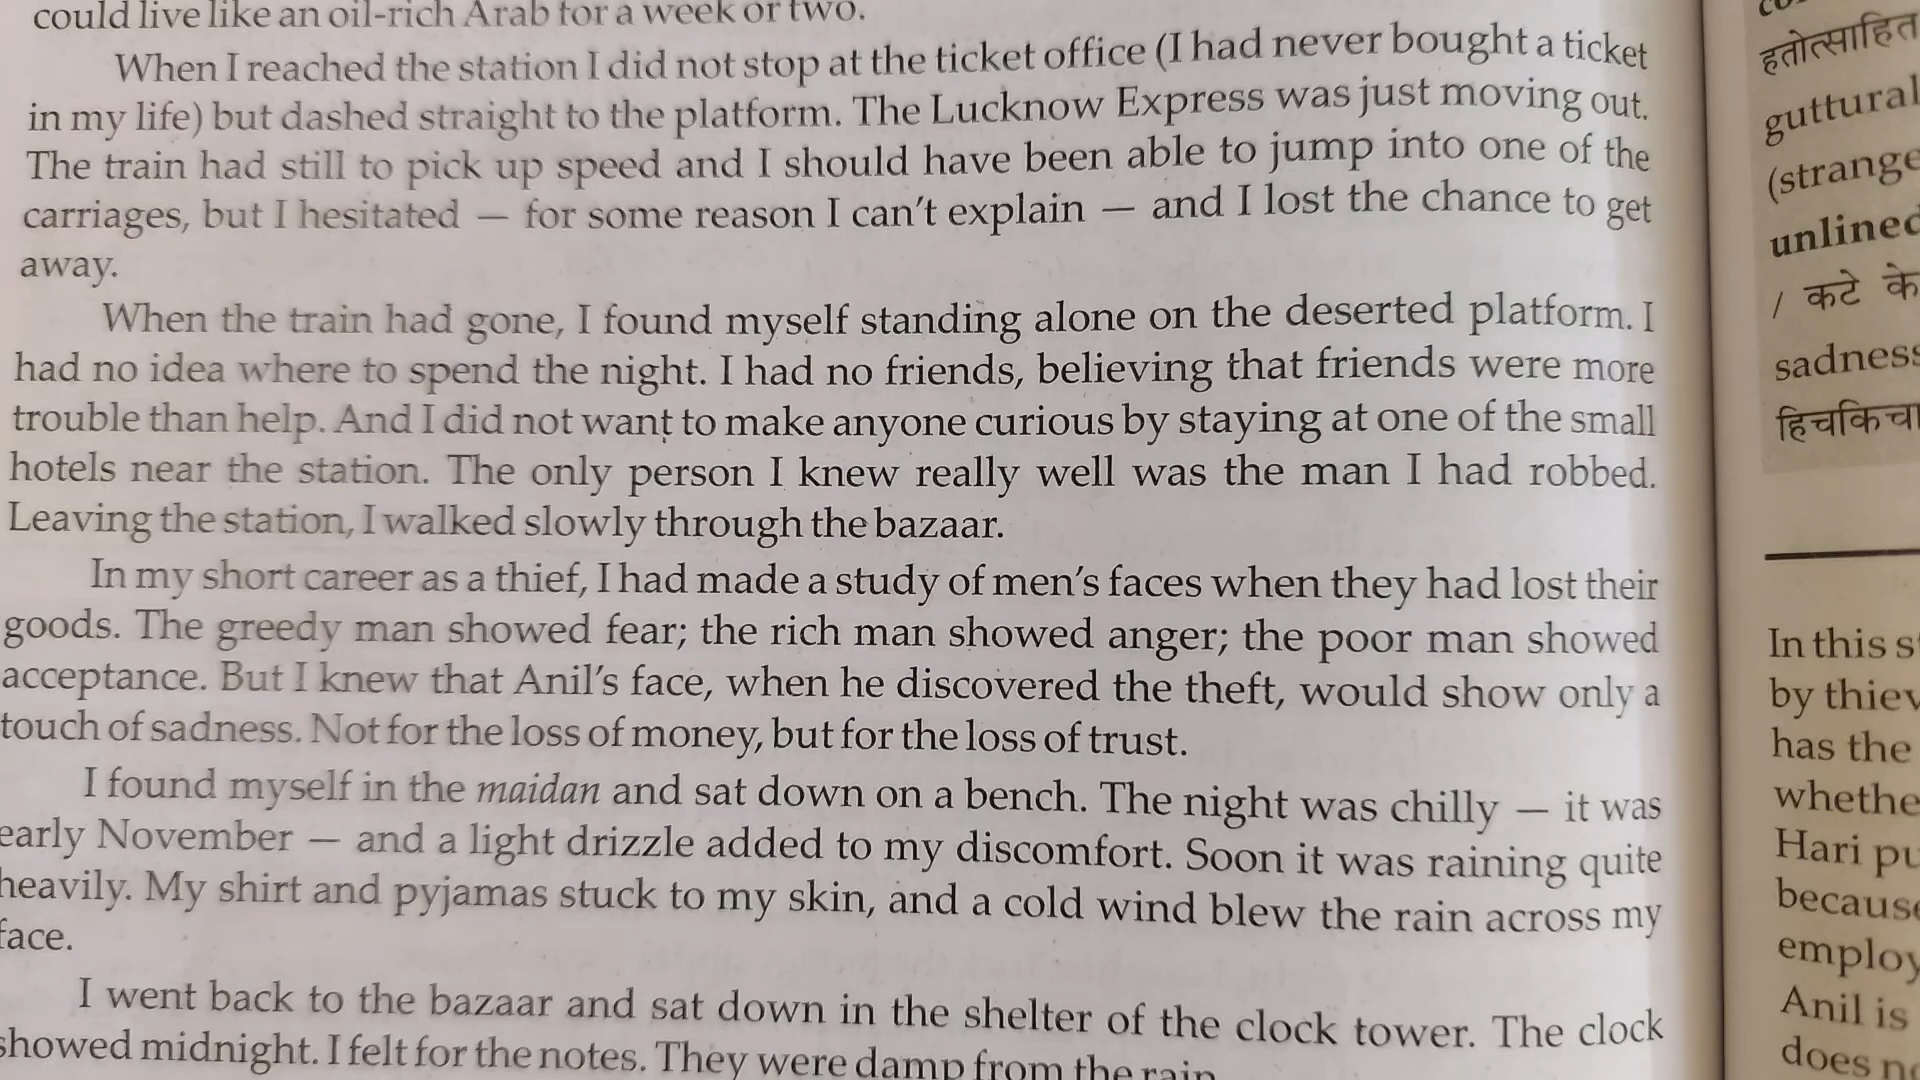 could live like an oil-rich Arab for a week or two.
When I reached the station I did not stop at the ticket office (I had never bought a ticket
in my life) but dashed straight to the platform. The Lucknow Express was just moving out.
The train had still to pick up speed and I should have been able to jump into one of the
carriages, but I hesitated — for some reason I can't explain — and I lost the chance to get
away.
When the train had gone, I found myself standing alone on the deserted platform. I
had no idea where to spend the night. I had no friends, believing that friends were more
trouble than help. And I did not want to make anyone curious by staying at one of the small
hotels near the station. The only person I knew really well was the man I had robbed.
Leaving the station, I walked slowly through the bazaar.
In my short career as a thief, I had made a study of men's faces when they had lost their
goods. The greedy man showed fear; the rich man showed anger; the poor man showed
acceptance. But I knew that Anil's face, when he discovered the theft, would show only a
touch of sadness. Not for the loss of money, but for the loss of trust.
I found myself in the maidan and sat down on a bench. The night was chilly — it was
early November — and a light drizzle added to my discomfort. Soon it was raining quite
heavily. My shirt and pyjamas stuck to my skin, and a cold wind blew the rain across my
face.
I went back to the bazaar and sat down in the shelter of the clock tower. The clock
showed midnight. I felt for the notes. They were damp from the rain.
हतोत्साहित
guttural
(strange
unlined
/ कटे के
sadness
In this
has the
Hari
Anil is
does